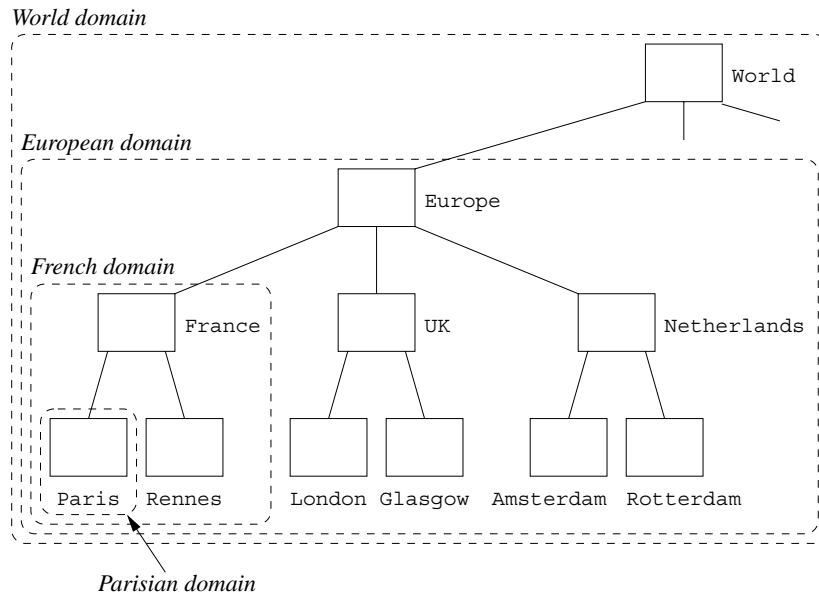 World domain
World
European domain
Europe
French domain
France
UK
Netherlands
Paris
Rennes
London
Glasgow
Amsterdam
Rotterdam
Parisian domain